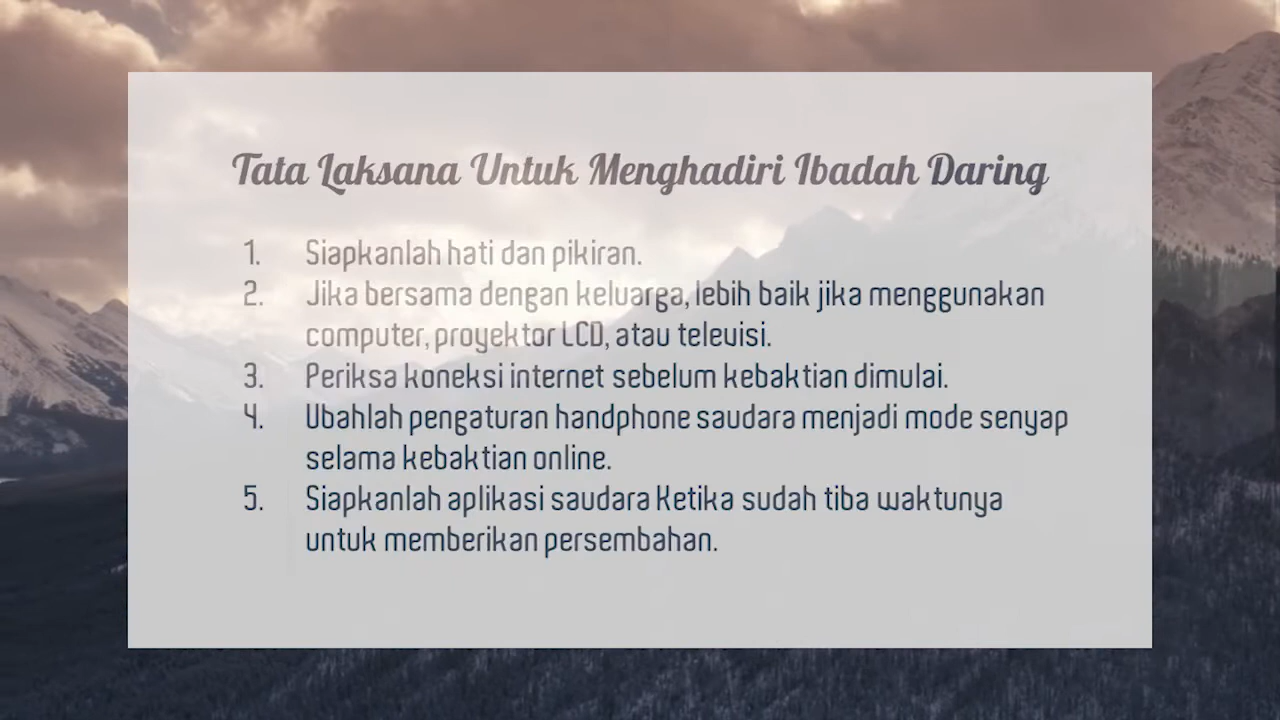 Tata Laksana Untuk Menghadiri Ibadah Daring
1. Siapkanlah hati dan pikiran.
2. Jika bersama dengan keluarga, lebih baik jika menggunakan
computer, proyektor LCD, atau televisi.
3. Periksa koneksi internet sebelum kebaktian dimulai.
4. Ubahlah pengaturan handphone saudara menjadi mode senyap
selama kebaktian online.
5. Siapkanlah aplikasi saudara Ketika sudah tiba waktunya
untuk memberikan persembahan.